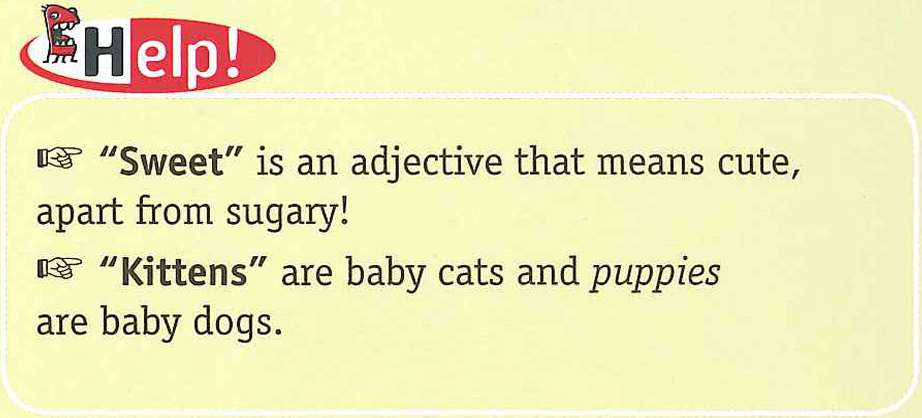 Help!
☞ “Sweet” is an adjective that means cute,
apart from sugary!
☞ “Kittens” are baby cats and puppies
are baby dogs.